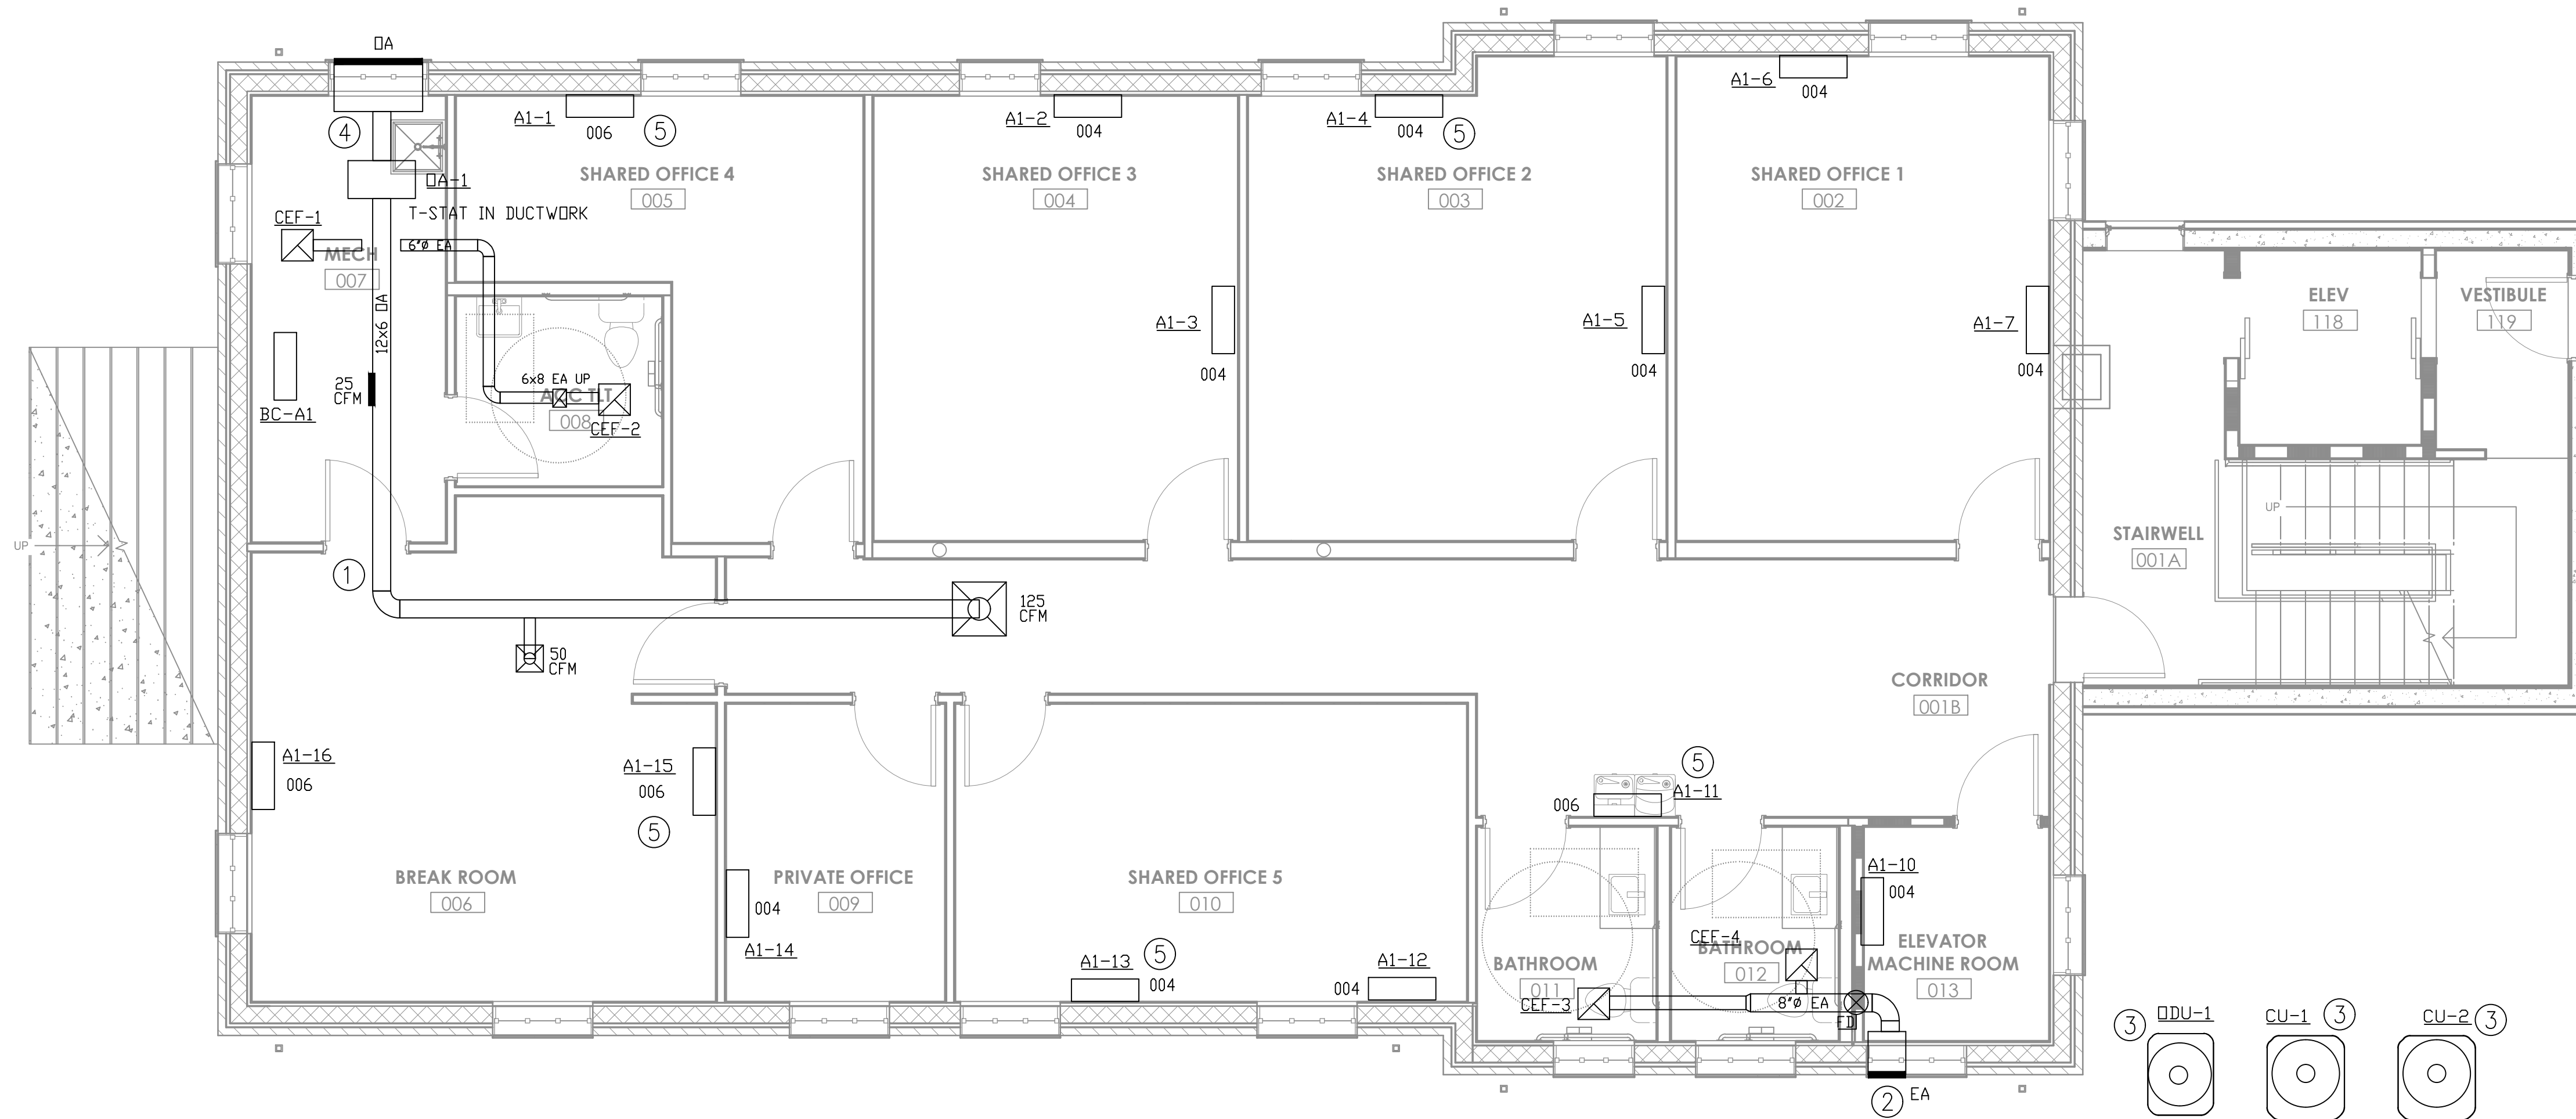 OA
A1-6
004
A1-1
006
5
A1-2
004
A1-4
004
5
4
SHARED OFFICE 4
005
SHARED OFFICE 3
004
SHARED OFFICE 2
003
SHARED OFFICE 1
002
OA-1
T-STAT IN DUCTWORK
CEF-1
6"Ø EA
MECH
007
12x6 OA
ELEV
118
VESTIBULE
119
A1-3
004
A1-5
004
A1-7
004
25
CFM
BC-A1
6x8 EA UP
ACC TLT
008
CEF-2
UP
UP
STAIRWELL
001A
1
125
CFM
50
CFM
CORRIDOR
001B
A1-16
006
A1-15
006
5
5
A1-11
006
BREAK ROOM
006
PRIVATE OFFICE
009
004
A1-14
SHARED OFFICE 5
010
A1-10
004
A1-13
004
5
A1-12
004
CEF-4
BATHROOM
012
BATHROOM
011
CEF-3
8"Ø EA
FD
ELEVATOR
MACHINE ROOM
013
2
EA
3
ODU-1
CU-1
3
CU-2
3